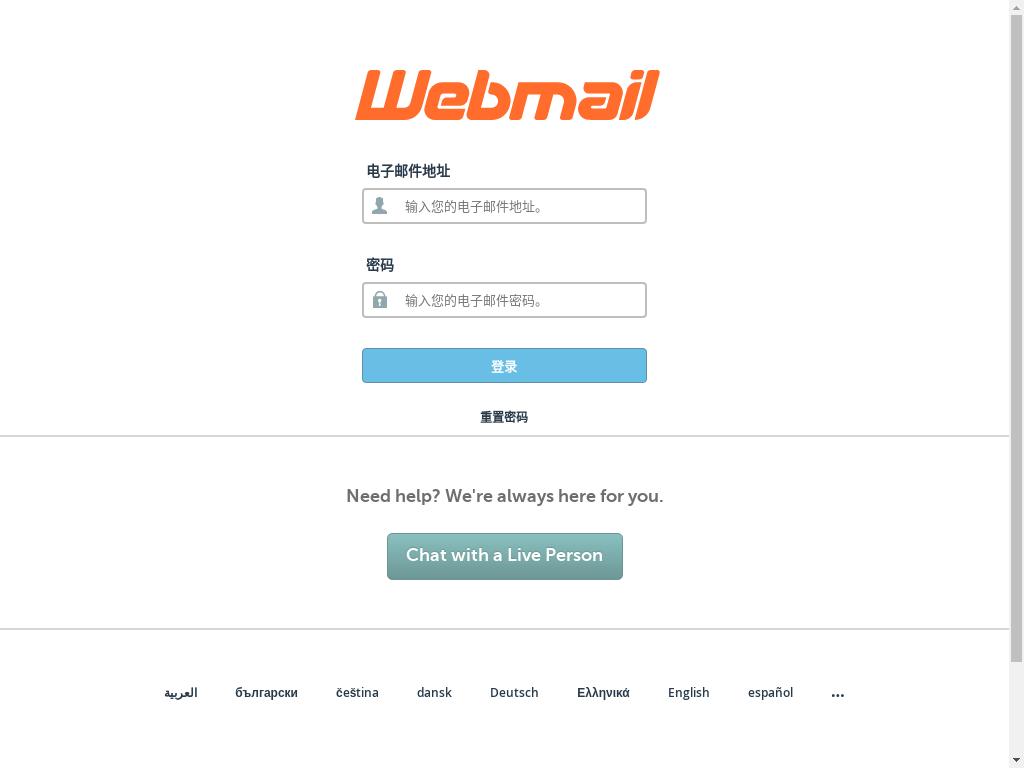 Webmail
电子邮件地址
输入您的电子邮件地址。
密码
输入您的电子邮件密码。
登录
重置密码
Need help? We're always here for you.
Chat with a Live Person
العربية български čeština dansk Deutsch Ελληνικά English español ...